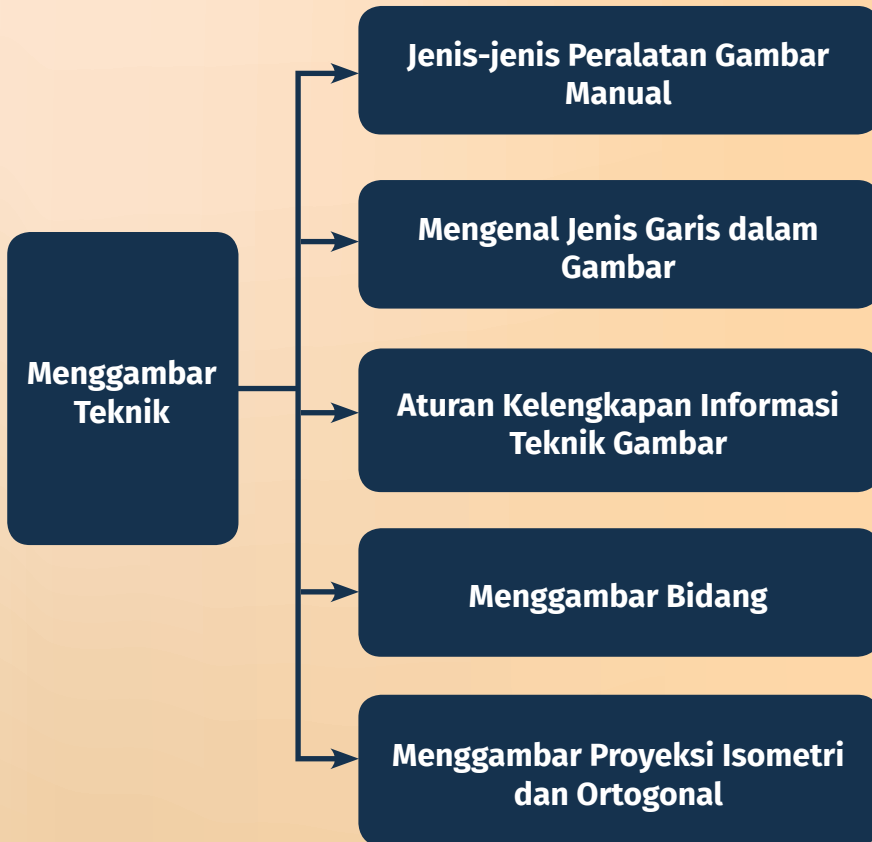 Jenis-jenis Peralatan Gambar
Manual
Mengenal Jenis Garis dalam
Gambar
Menggambar
Teknik
Aturan Kelengkapan Informasi
Teknik Gambar
Menggambar Bidang
Menggambar Proyeksi Isometri
dan Ortogonal